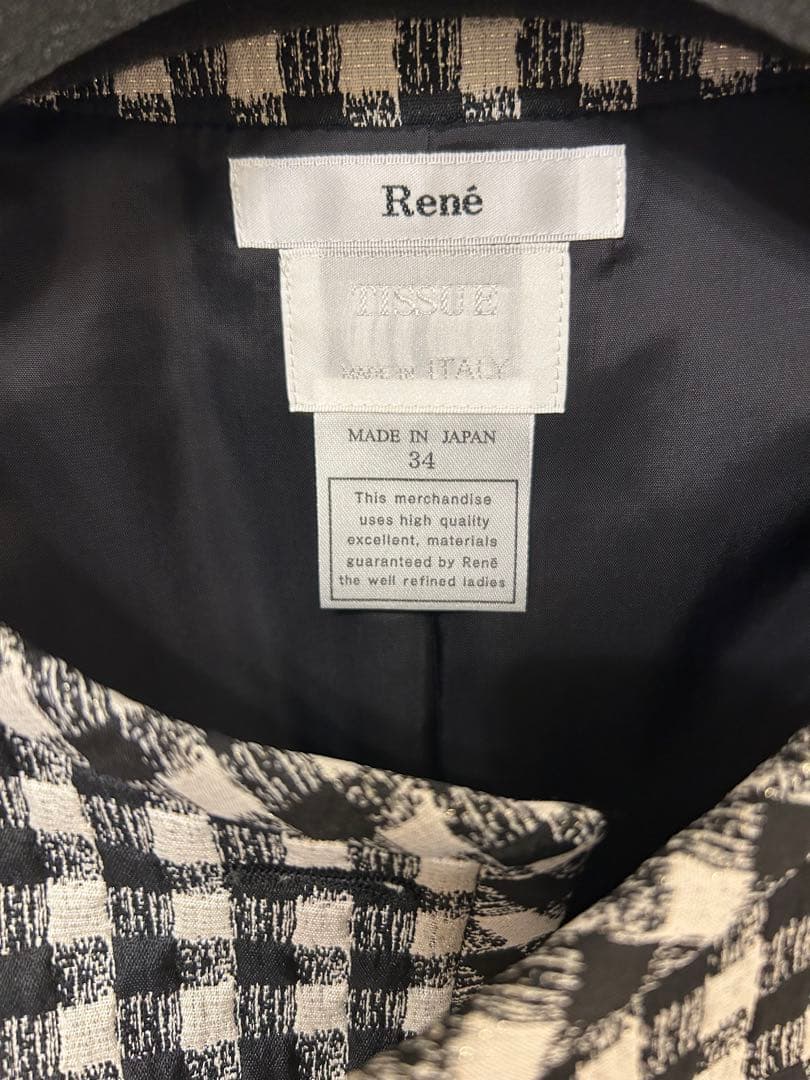 René
TISSUE
MADE IN ITALY
MADE IN JAPAN
34
This merchandise
uses high quality
excellent, materials
guaranteed by René
the well refined ladies